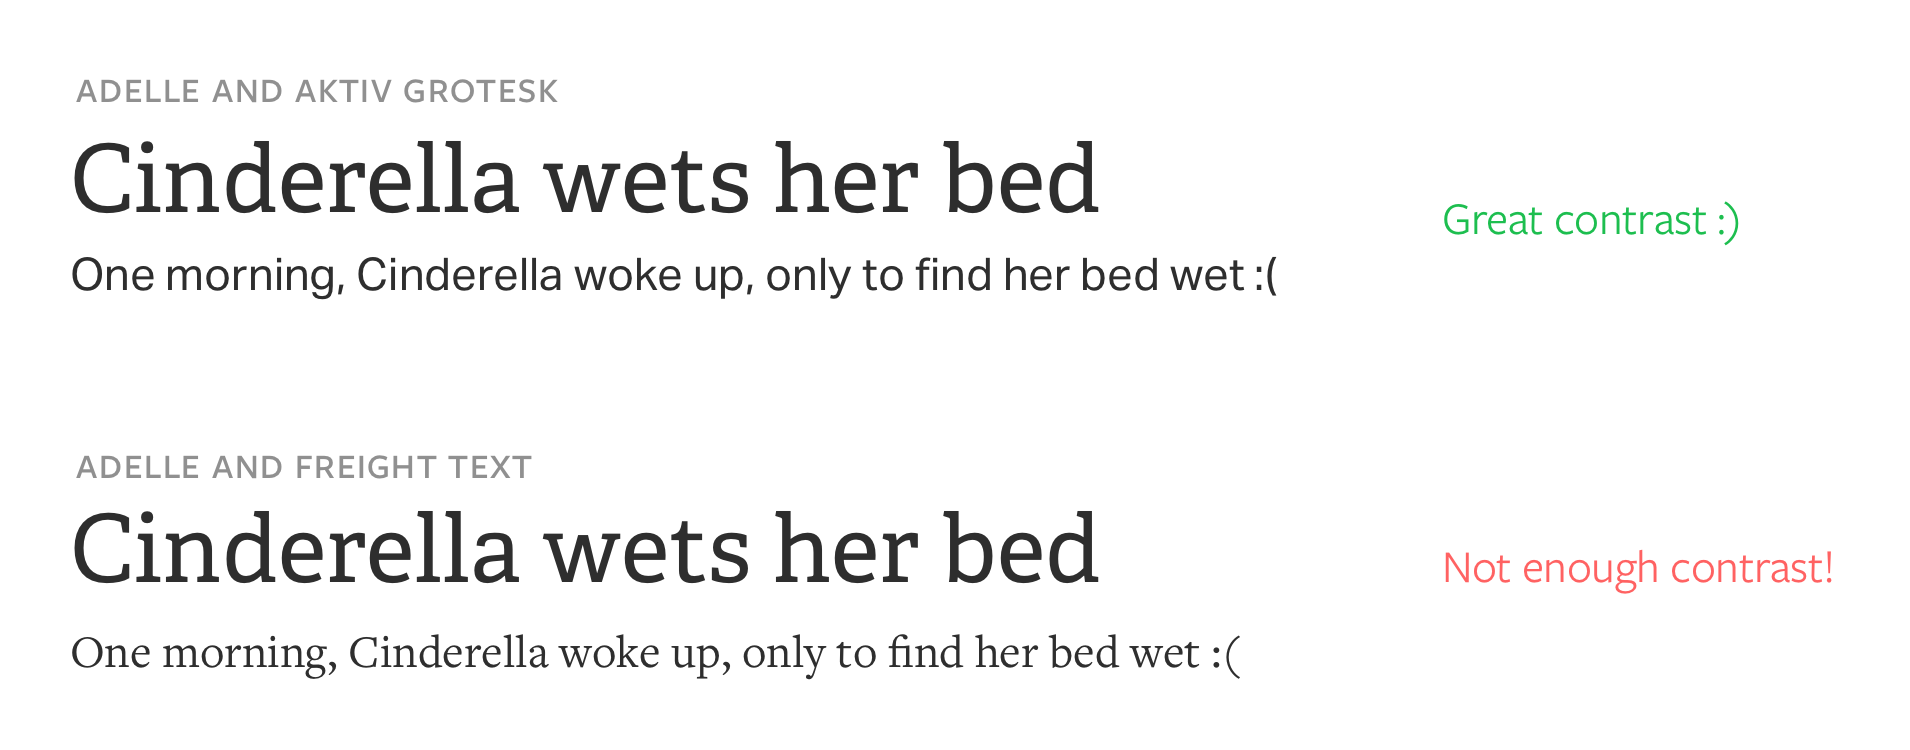 ADELLE AND AKTIV GROTESK
Cinderella wets her bed
Great contrast :)
One morning, Cinderella woke up, only to find her bed wet :(
ADELLE AND FREIGHT TEXT
Cinderella wets her bed
Not enough contrast!
One morning, Cinderella woke up, only to find her bed wet :(